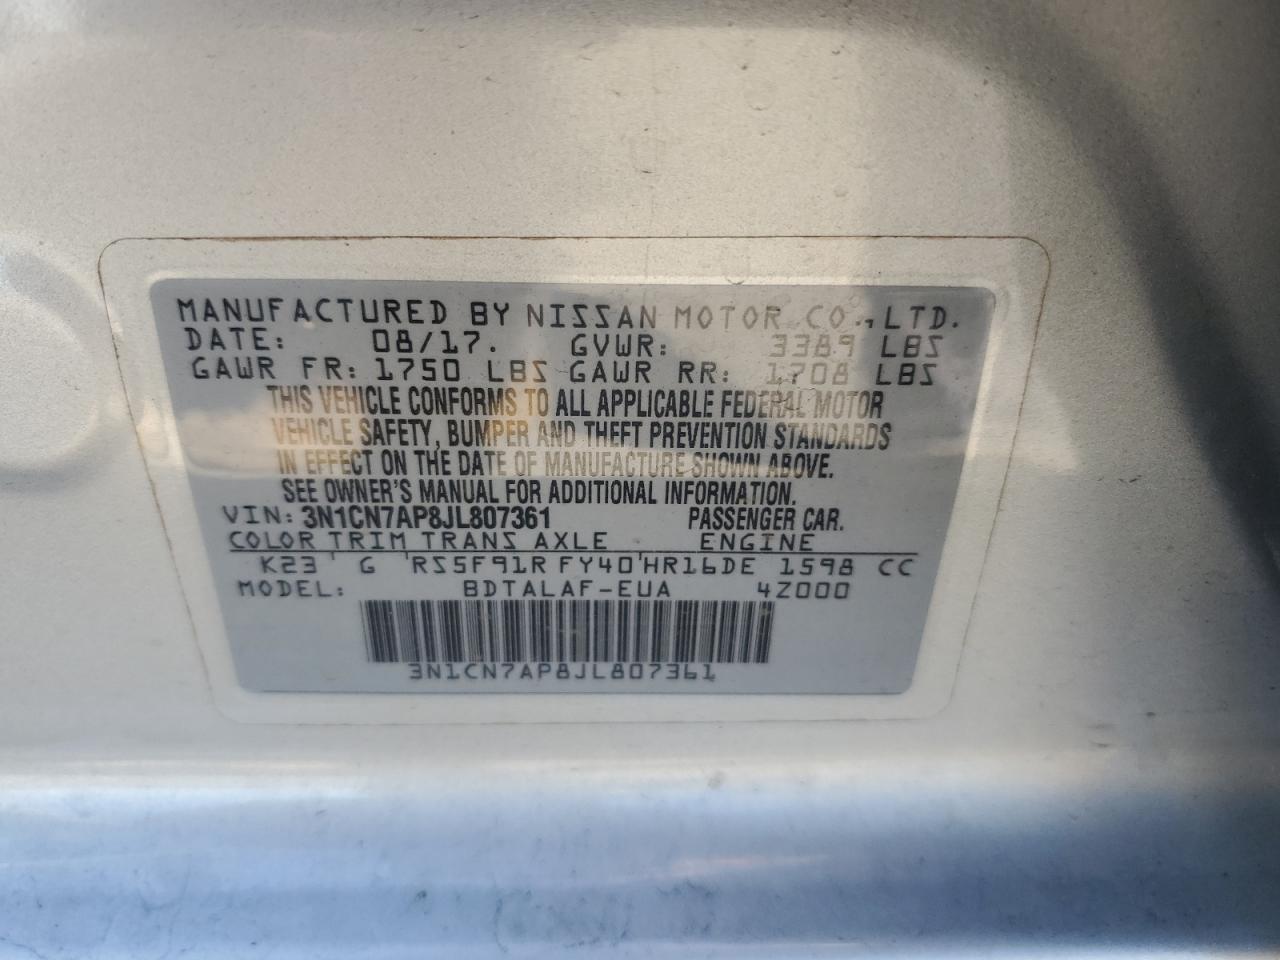 MANUFACTURED BY NISSAN MOTOR CO., LTD.
DATE: 08/17. GVWR: 3389 LBS
GAWR FR: 1750 LBS GAWR RR: 1708 LBS
THIS VEHICLE CONFORMS TO ALL APPLICABLE FEDERAL MOTOR
VEHICLE SAFETY, BUMPER AND THEFT PREVENTION STANDARDS
IN EFFECT ON THE DATE OF MANUFACTURE SHOWN ABOVE.
SEE OWNER'S MANUAL FOR ADDITIONAL INFORMATION.
VIN: 3N1CN7AP8JL807361 PASSENGER CAR.
COLOR TRIM TRANS AXLE ENGINE
K23 G RS5F91R FY40 HR16DE 1598 CC
MODEL: BDTALAF-EUA 4Z000
3N1CN7AP8JL807361